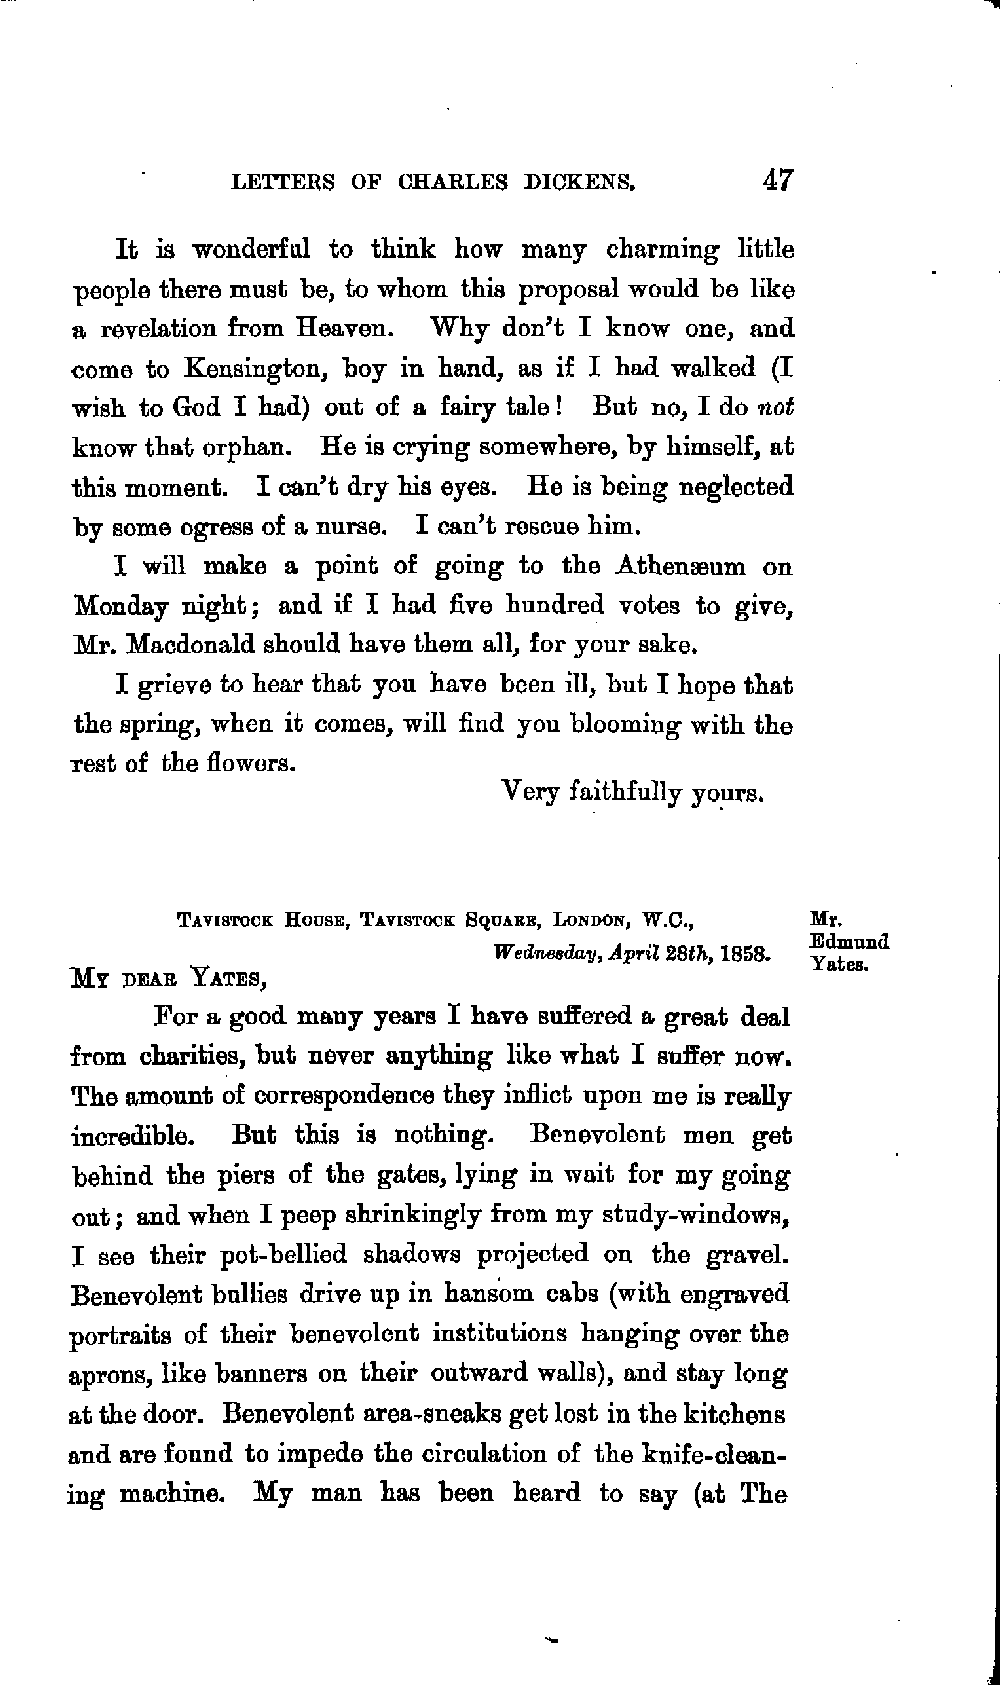 LETTERS OF CHARLES DICKENS. 47
It is wonderful to think how many charming little
people there must be, to whom this proposal would be like
a revelation from Heaven. Why don't I know one, and
come to Kensington, boy in hand, as if I had walked (I
wish to God I had) out of a fairy tale! But no, I do not
know that orphan. He is crying somewhere, by himself, at
this moment. I can't dry his eyes. He is being neglected
by some ogress of a nurse. I can't rescue him.
I will make a point of going to the Athenæum on
Monday night; and if I had five hundred votes to give,
Mr. Macdonald should have them all, for your sake.
I grieve to hear that you have been ill, but I hope that
the spring, when it comes, will find you blooming with the
rest of the flowers.
Very faithfully yours.
TAVISTOCK HOUSE, TAVISTOCK SQUARE, LONDON, W.C.,
Wednesday, April 28th, 1858.
Mr.
Edmund
Yates.
MY DEAR YATES,
For a good many years I have suffered a great deal
from charities, but never anything like what I suffer now.
The amount of correspondence they inflict upon me is really
incredible. But this is nothing. Benevolent men get
behind the piers of the gates, lying in wait for my going
out; and when I peep shrinkingly from my study-windows,
I see their pot-bellied shadows projected on the gravel.
Benevolent bullies drive up in hansom cabs (with engraved
portraits of their benevolent institutions hanging over the
aprons, like banners on their outward walls), and stay long
at the door. Benevolent area-sneaks get lost in the kitchens
and are found to impede the circulation of the knife-clean-
ing machine. My man has been heard to say (at The